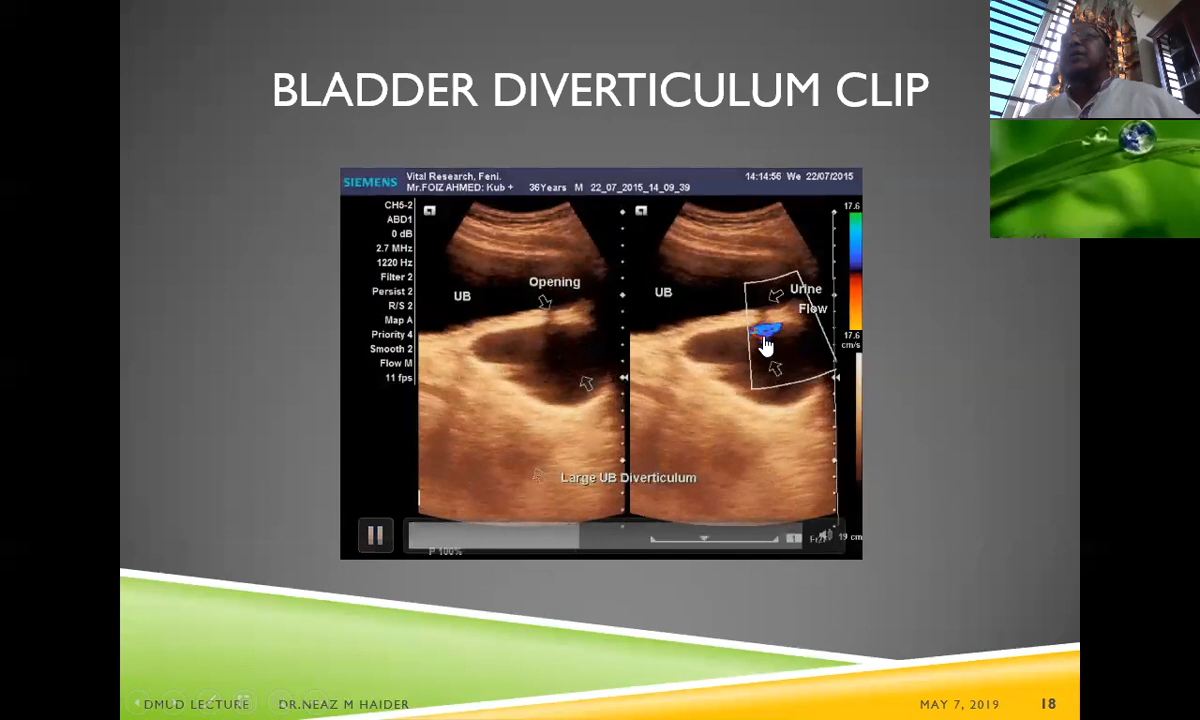 BLADDER DIVERTICULUM CLIP
SIEMENS
Vital Research, Feni.
14:14:56 We 22/07/2015
Mr.FOIZ AHMED: Kub + 36Years M 22_07_2015_14_09_39
CH5-2
ABD1
0 dB
2.7 MHz
1220 Hz
Filter 2
Persist 2
R/S 2
Map A
Priority 4
Smooth 2
Flow M
11 fps
UB
Opening
UB
Urine
Flow
17.6
17.6
cm/s
Large UB Diverticulum
P 100%
1
19 cm
DMUD LECTURE
DR.NEAZ M HAIDER
MAY 7, 2019
18